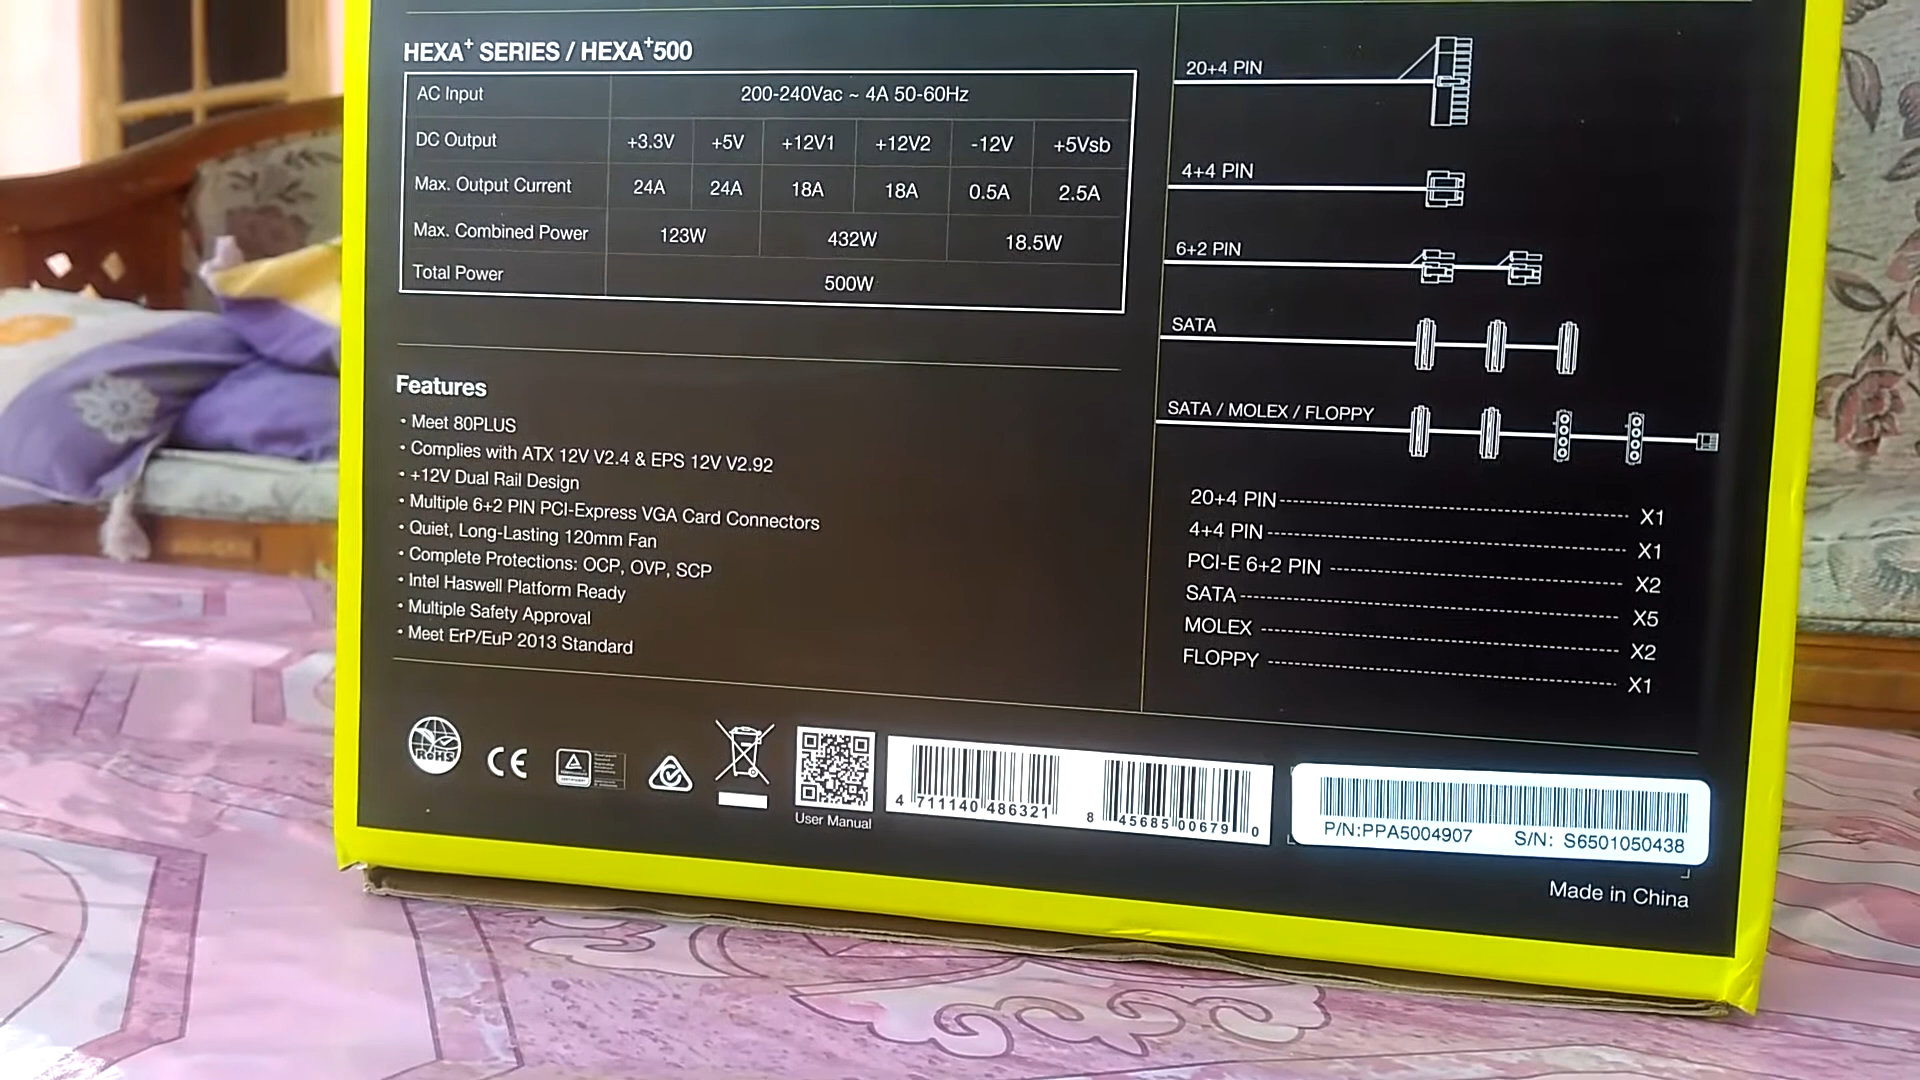 HEXA+ SERIES / HEXA+500
AC Input 200-240Vac ~ 4A 50-60Hz
DC Output +3.3V +5V +12V1 +12V2 -12V +5Vsb
Max. Output Current 24A 24A 18A 18A 0.5A 2.5A
Max. Combined Power 123W 432W 18.5W
Total Power 500W
Features
• Meet 80PLUS
• Complies with ATX 12V V2.4 & EPS 12V V2.92
• +12V Dual Rail Design
• Multiple 6+2 PIN PCI-Express VGA Card Connectors
• Quiet, Long-Lasting 120mm Fan
• Complete Protections: OCP, OVP, SCP
• Intel Haswell Platform Ready
• Multiple Safety Approval
• Meet ErP/EuP 2013 Standard
20+4 PIN
4+4 PIN
6+2 PIN
SATA
SATA / MOLEX / FLOPPY
20+4 PIN X1
4+4 PIN X1
PCI-E 6+2 PIN X2
SATA X5
MOLEX X2
FLOPPY X1
RoHS
CE
User Manual
4 711140 486321
8 45685 00679 0
P/N:PPA5004907 S/N: S6501050438
Made in China